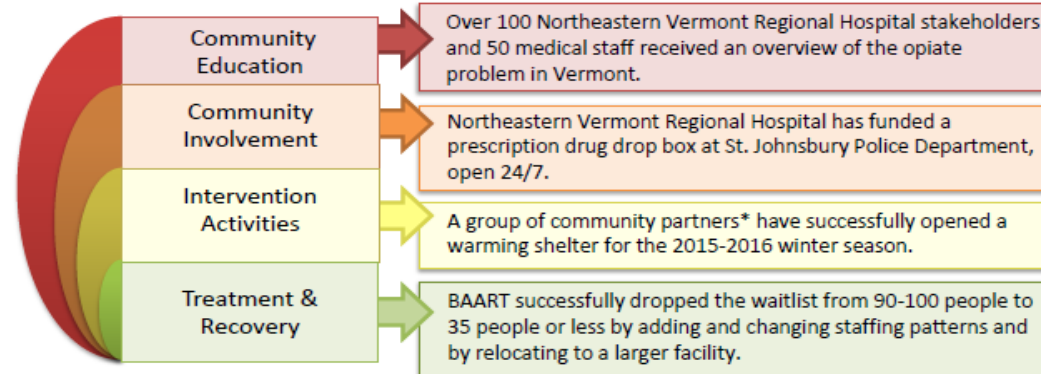 Community
Education
Over 100 Northeastern Vermont Regional Hospital stakeholders
and 50 medical staff received an overview of the opiate
problem in Vermont.
Community
Involvement
Northeastern Vermont Regional Hospital has funded a
prescription drug drop box at St. Johnsbury Police Department,
open 24/7.
Intervention
Activities
A group of community partners* have successfully opened a
warming shelter for the 2015-2016 winter season.
Treatment &
Recovery
BAART successfully dropped the waitlist from 90-100 people to
35 people or less by adding and changing staffing patterns and
by relocating to a larger facility.